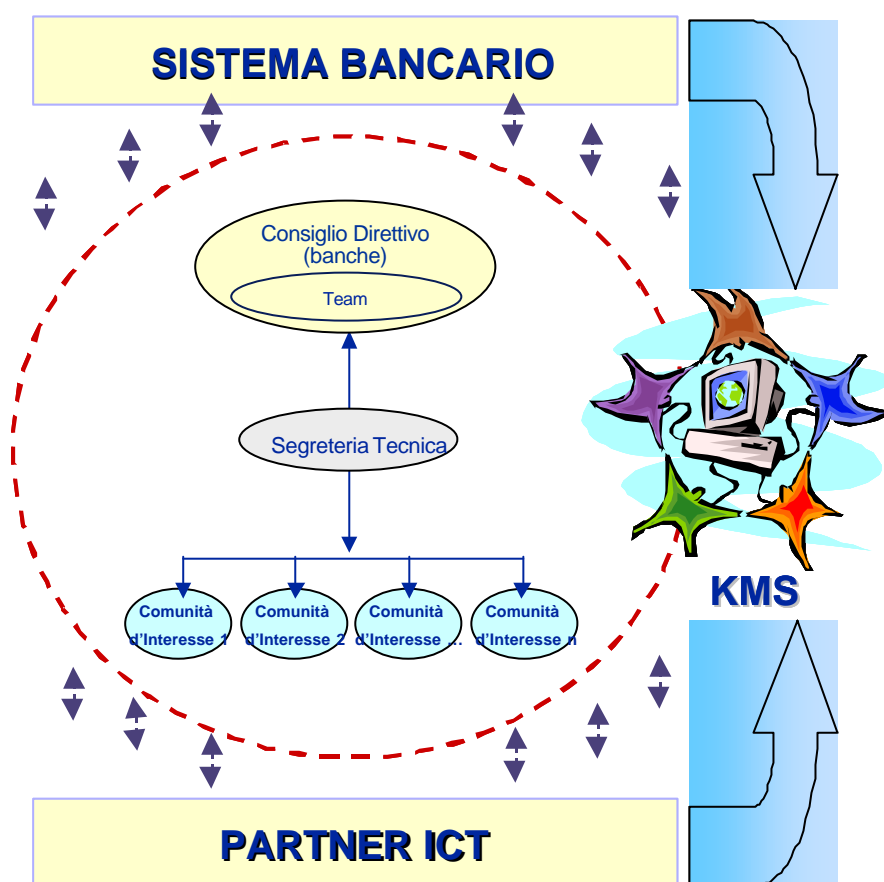 SISTEMA BANCARIO
Consiglio Direttivo
(banche)
Team
Segreteria Tecnica
KMS
Comunità
d'Interesse 1
Comunità
d'Interesse 2
Comunità
d'Interesse ...
Comunità
d'Interesse n
PARTNER ICT